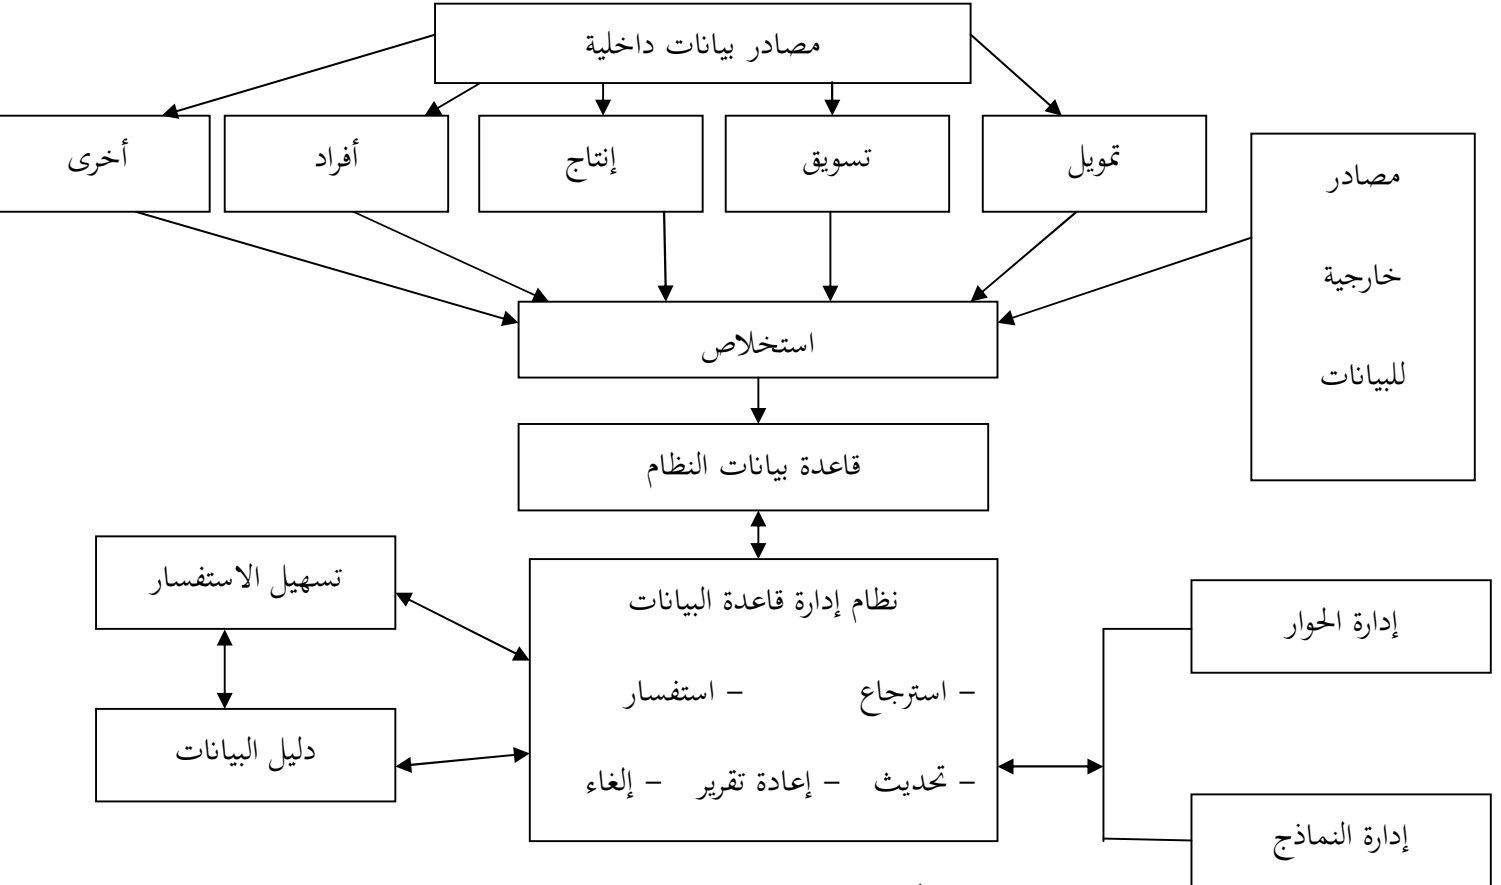 مصادر بيانات داخلية
تمويل
تسويق
إنتاج
أفراد
أخرى
مصادر
خارجية
للبيانات
استخلاص
قاعدة بيانات النظام
نظام إدارة قاعدة البيانات
– استرجاع – استفسار
– تحديث – إعادة تقرير – إلغاء
تسهيل الاستفسار
دليل البيانات
إدارة الحوار
إدارة النماذج